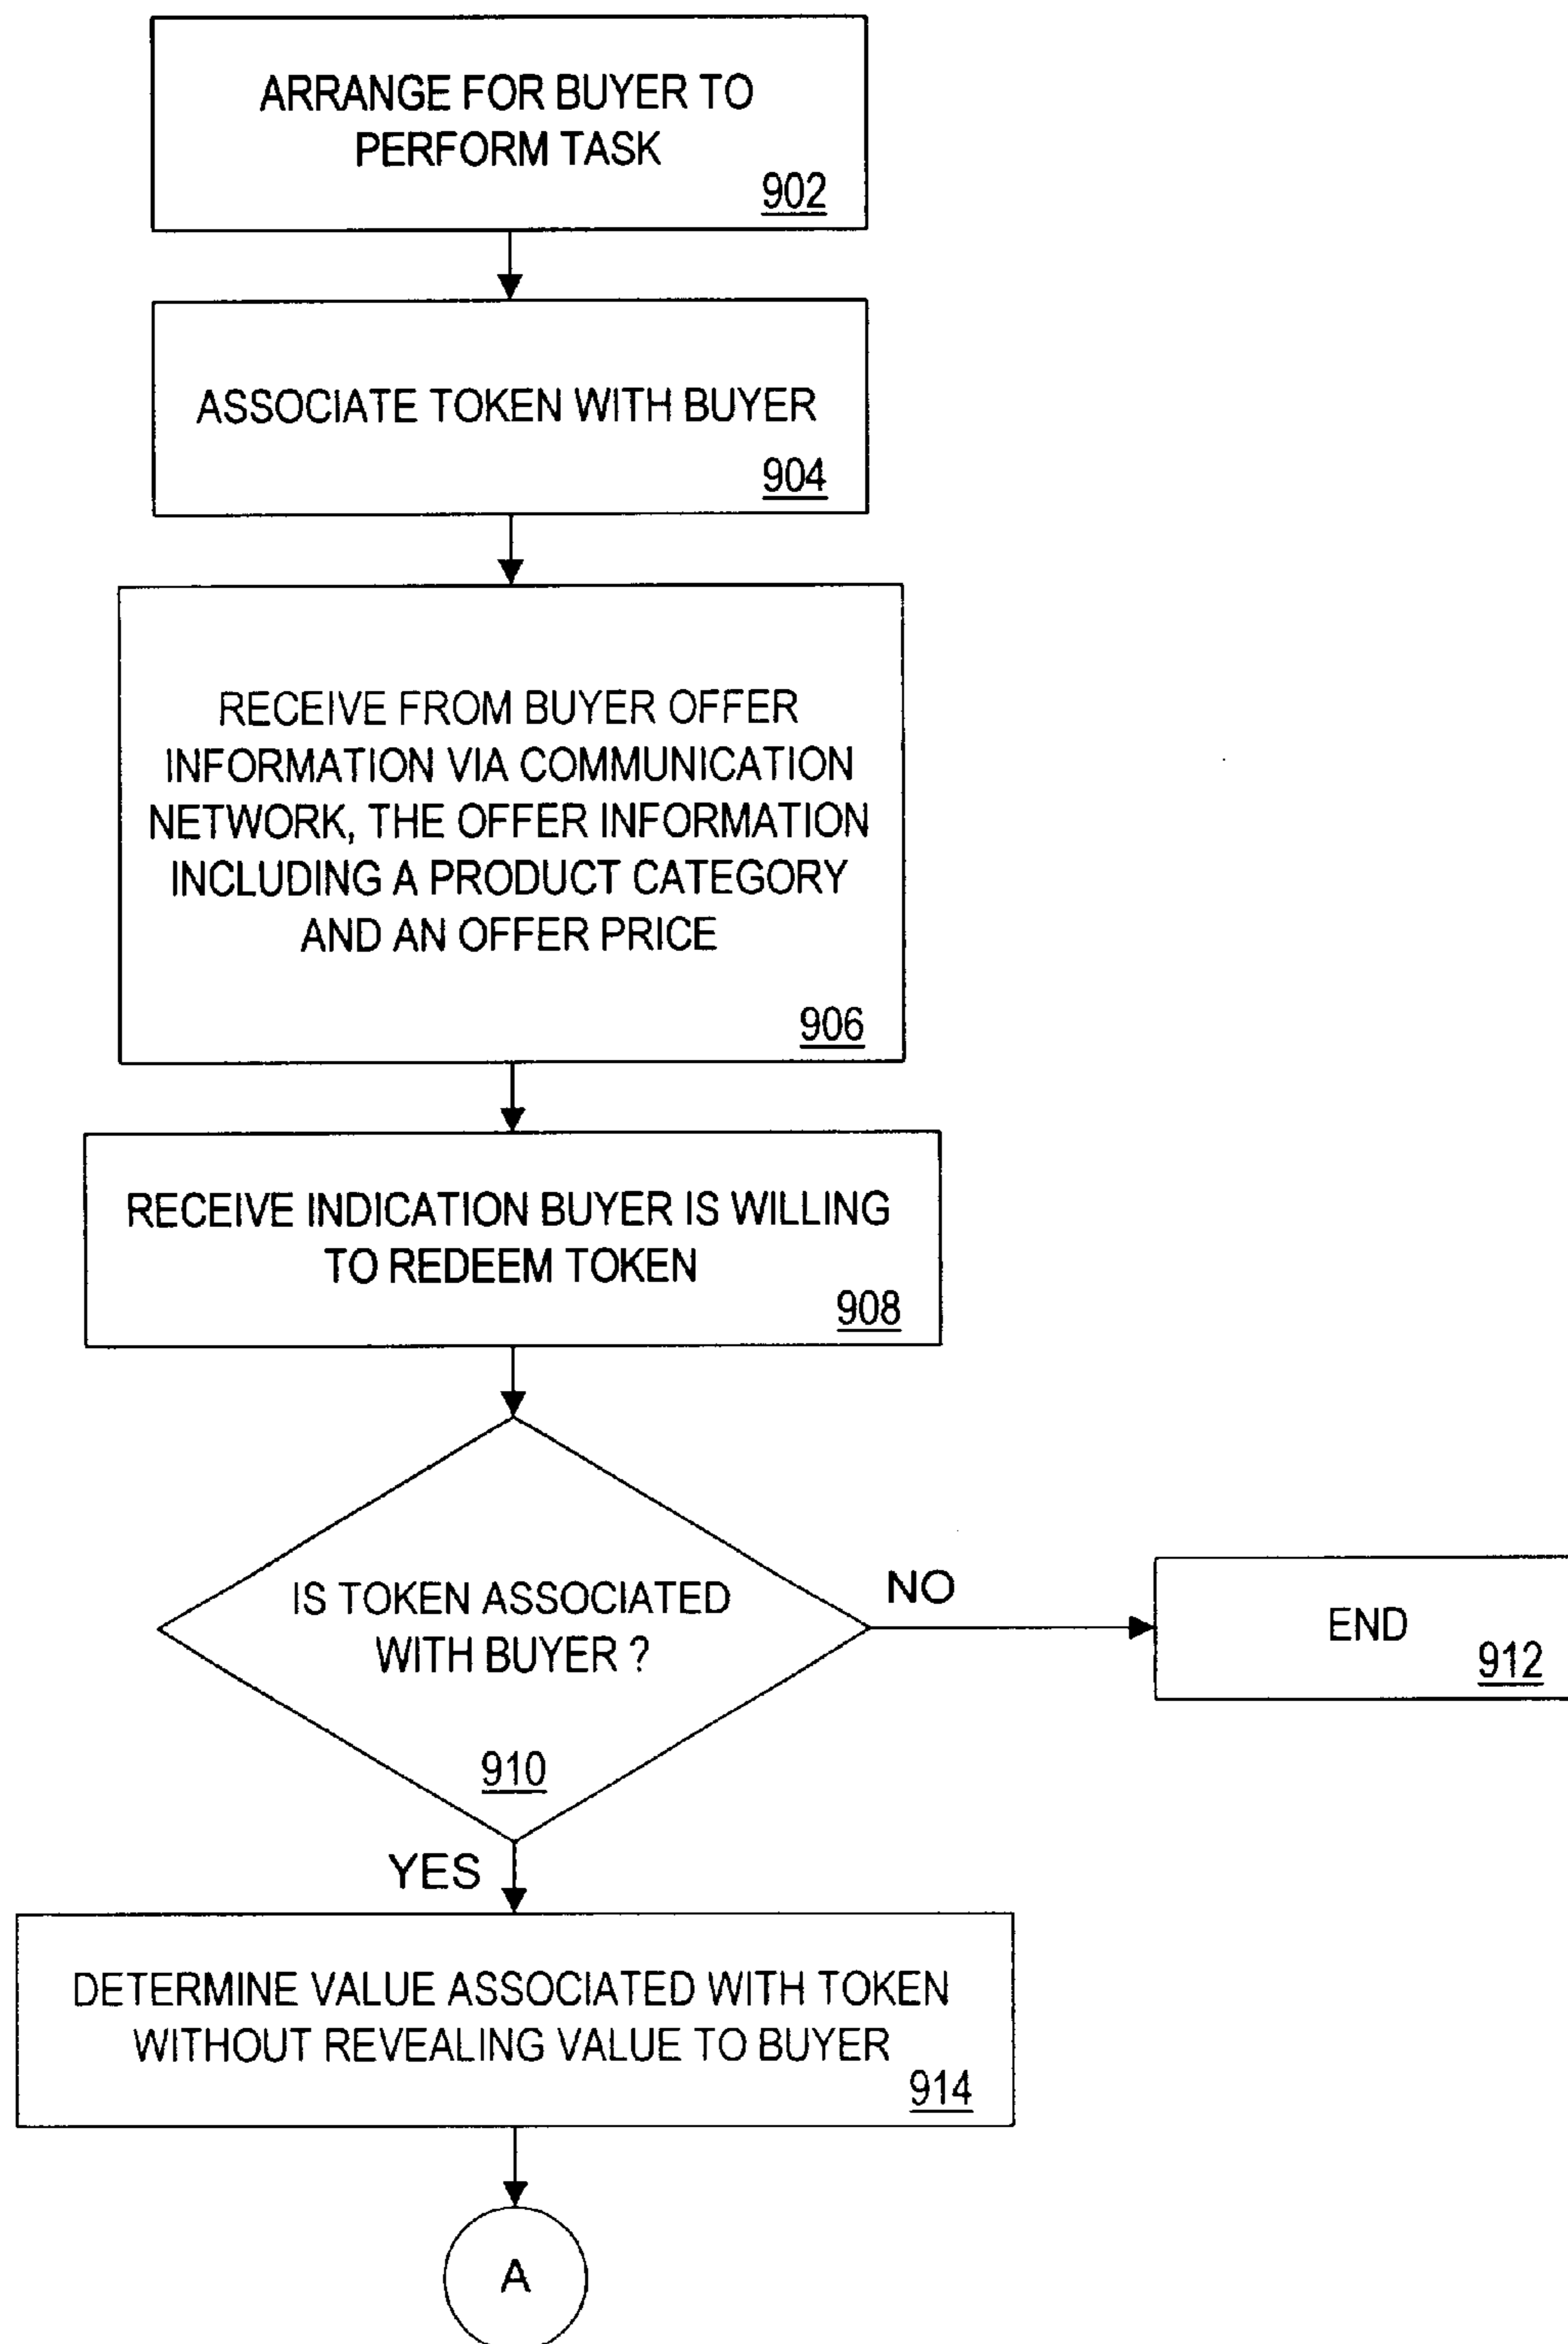 ARRANGE FOR BUYER TO
PERFORM TASK
902
ASSOCIATE TOKEN WITH BUYER
904
RECEIVE FROM BUYER OFFER
INFORMATION VIA COMMUNICATION
NETWORK, THE OFFER INFORMATION
INCLUDING A PRODUCT CATEGORY
AND AN OFFER PRICE
906
RECEIVE INDICATION BUYER IS WILLING
TO REDEEM TOKEN
908
IS TOKEN ASSOCIATED
WITH BUYER ?
910
NO
END
912
YES
DETERMINE VALUE ASSOCIATED WITH TOKEN
WITHOUT REVEALING VALUE TO BUYER
914
A